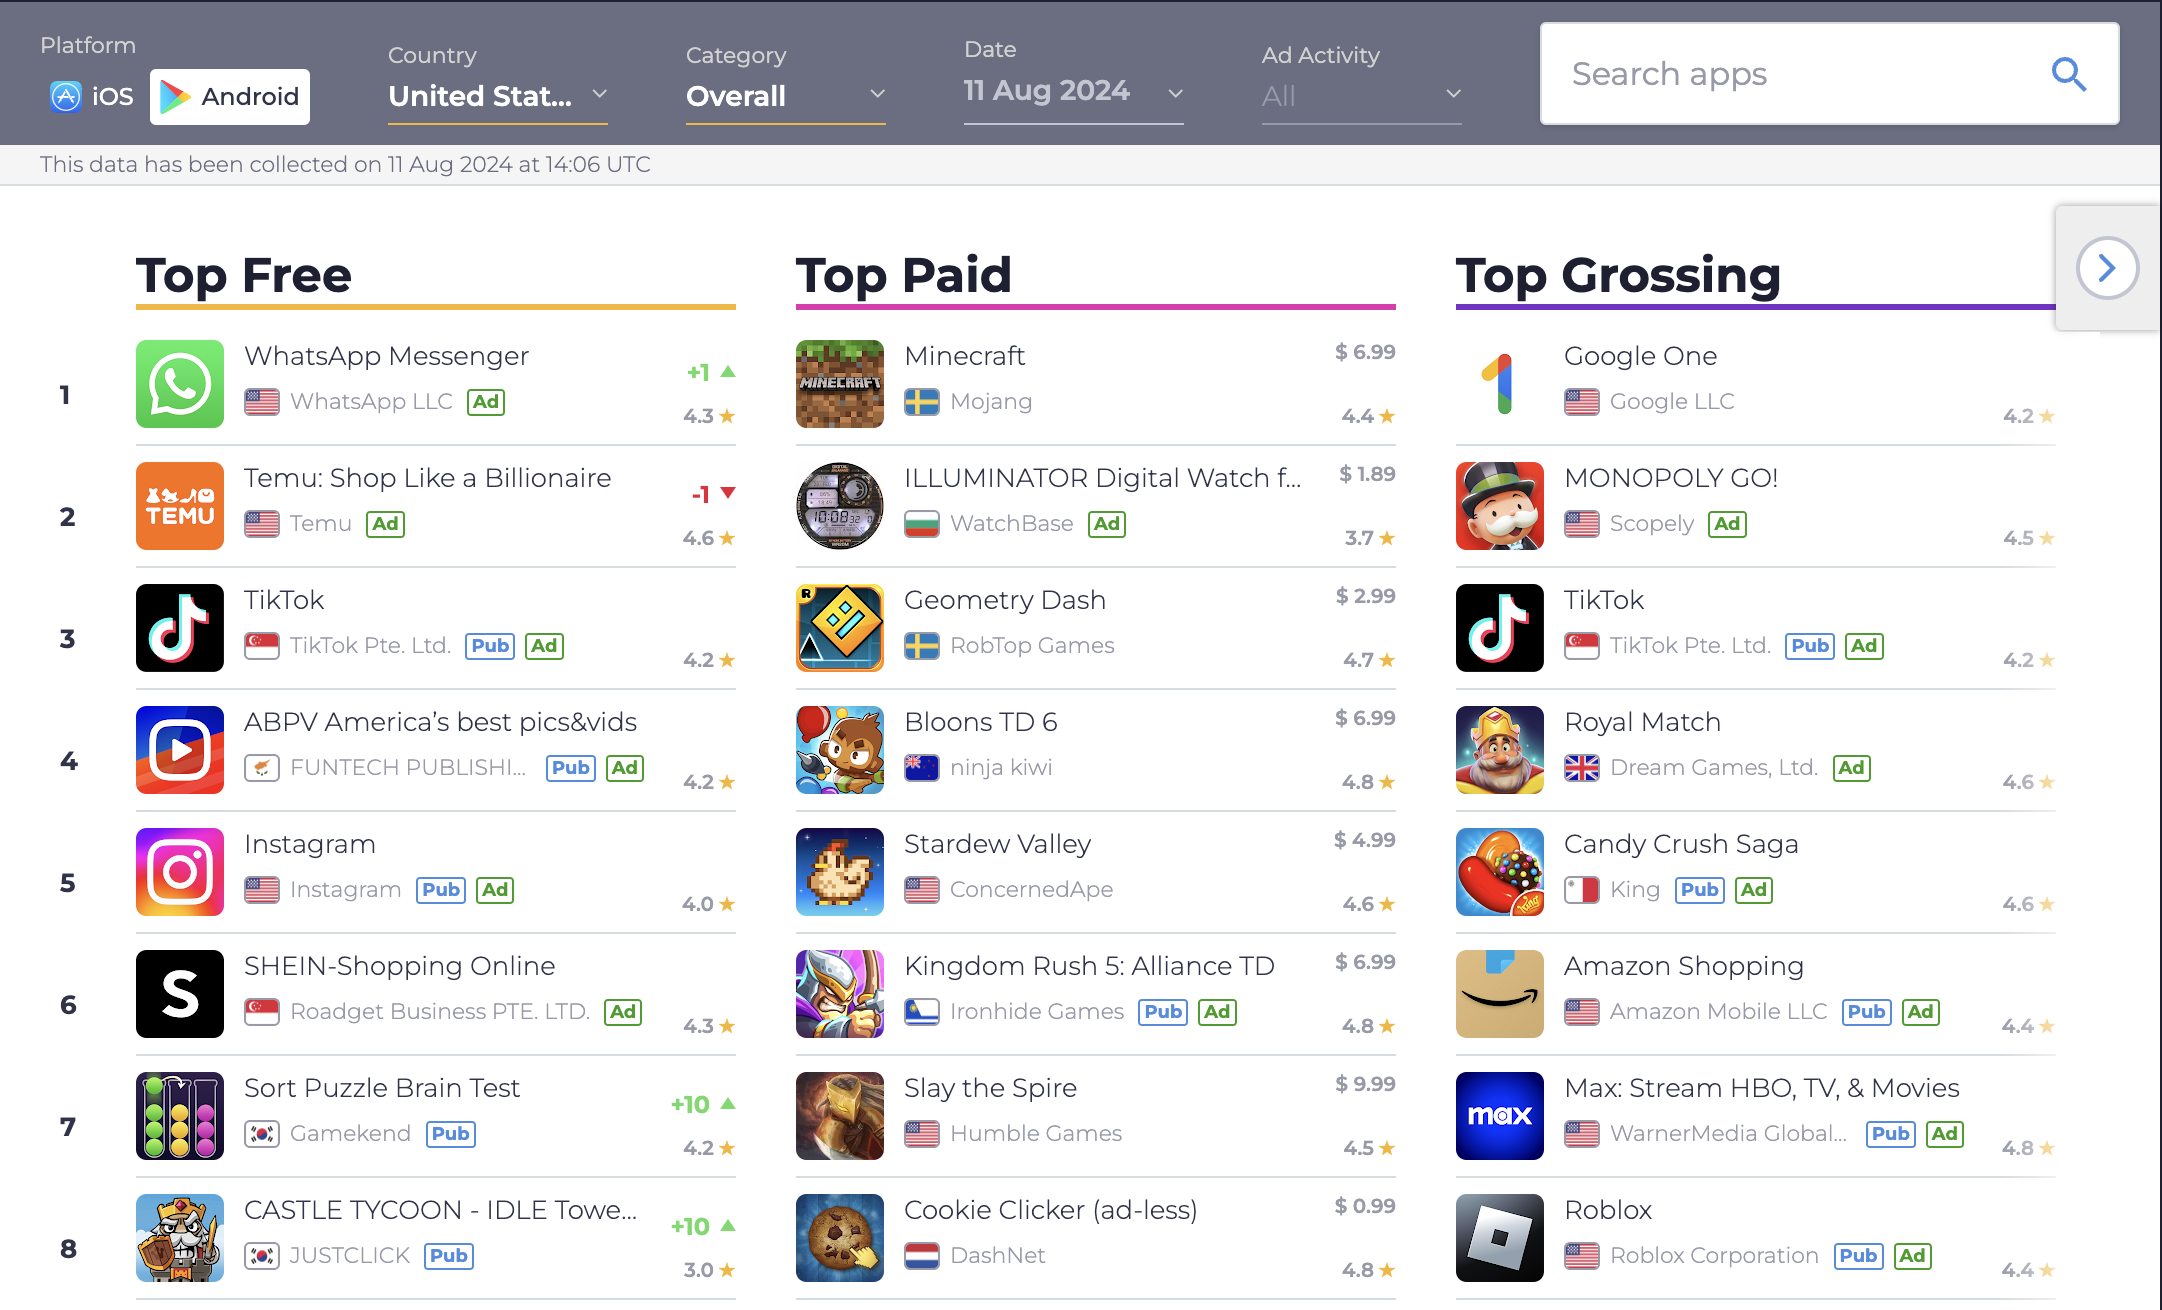 Platform
iOS
Android
Country
United Stat...
Category
Overall
Date
11 Aug 2024
Ad Activity
All
Search apps
This data has been collected on 11 Aug 2024 at 14:06 UTC
Top Free
Top Paid
Top Grossing
1
WhatsApp Messenger
+1
WhatsApp LLC Ad
4.3
MINECRAFT
Minecraft
$ 6.99
Mojang
4.4
Google One
Google LLC
4.2
2
TEMU
Temu: Shop Like a Billionaire
-1
Temu Ad
4.6
10:08 32
ILLUMINATOR Digital Watch f...
$ 1.89
WatchBase Ad
3.7
MONOPOLY GO!
Scopely Ad
4.5
3
TikTok
TikTok Pte. Ltd. Pub Ad
4.2
R
Geometry Dash
$ 2.99
RobTop Games
4.7
TikTok
TikTok Pte. Ltd. Pub Ad
4.2
4
ABPV America's best pics&vids
FUNTECH PUBLISHI... Pub Ad
4.2
Bloons TD 6
$ 6.99
ninja kiwi
4.8
Royal Match
Dream Games, Ltd. Ad
4.6
5
Instagram
Instagram Pub Ad
4.0
Stardew Valley
$ 4.99
ConcernedApe
4.6
King
Candy Crush Saga
King Pub Ad
4.6
6
S
SHEIN-Shopping Online
Roadget Business PTE. LTD. Ad
4.3
Kingdom Rush 5: Alliance TD
$ 6.99
Ironhide Games Pub Ad
4.8
Amazon Shopping
Amazon Mobile LLC Pub Ad
4.4
7
Sort Puzzle Brain Test
+10
Gamekend Pub
4.2
Slay the Spire
$ 9.99
Humble Games
4.5
max
Max: Stream HBO, TV, & Movies
WarnerMedia Global... Pub Ad
4.8
8
CASTLE TYCOON - IDLE Towe...
+10
JUSTCLICK Pub
3.0
Cookie Clicker (ad-less)
$ 0.99
DashNet
4.8
Roblox
Roblox Corporation Pub Ad
4.4